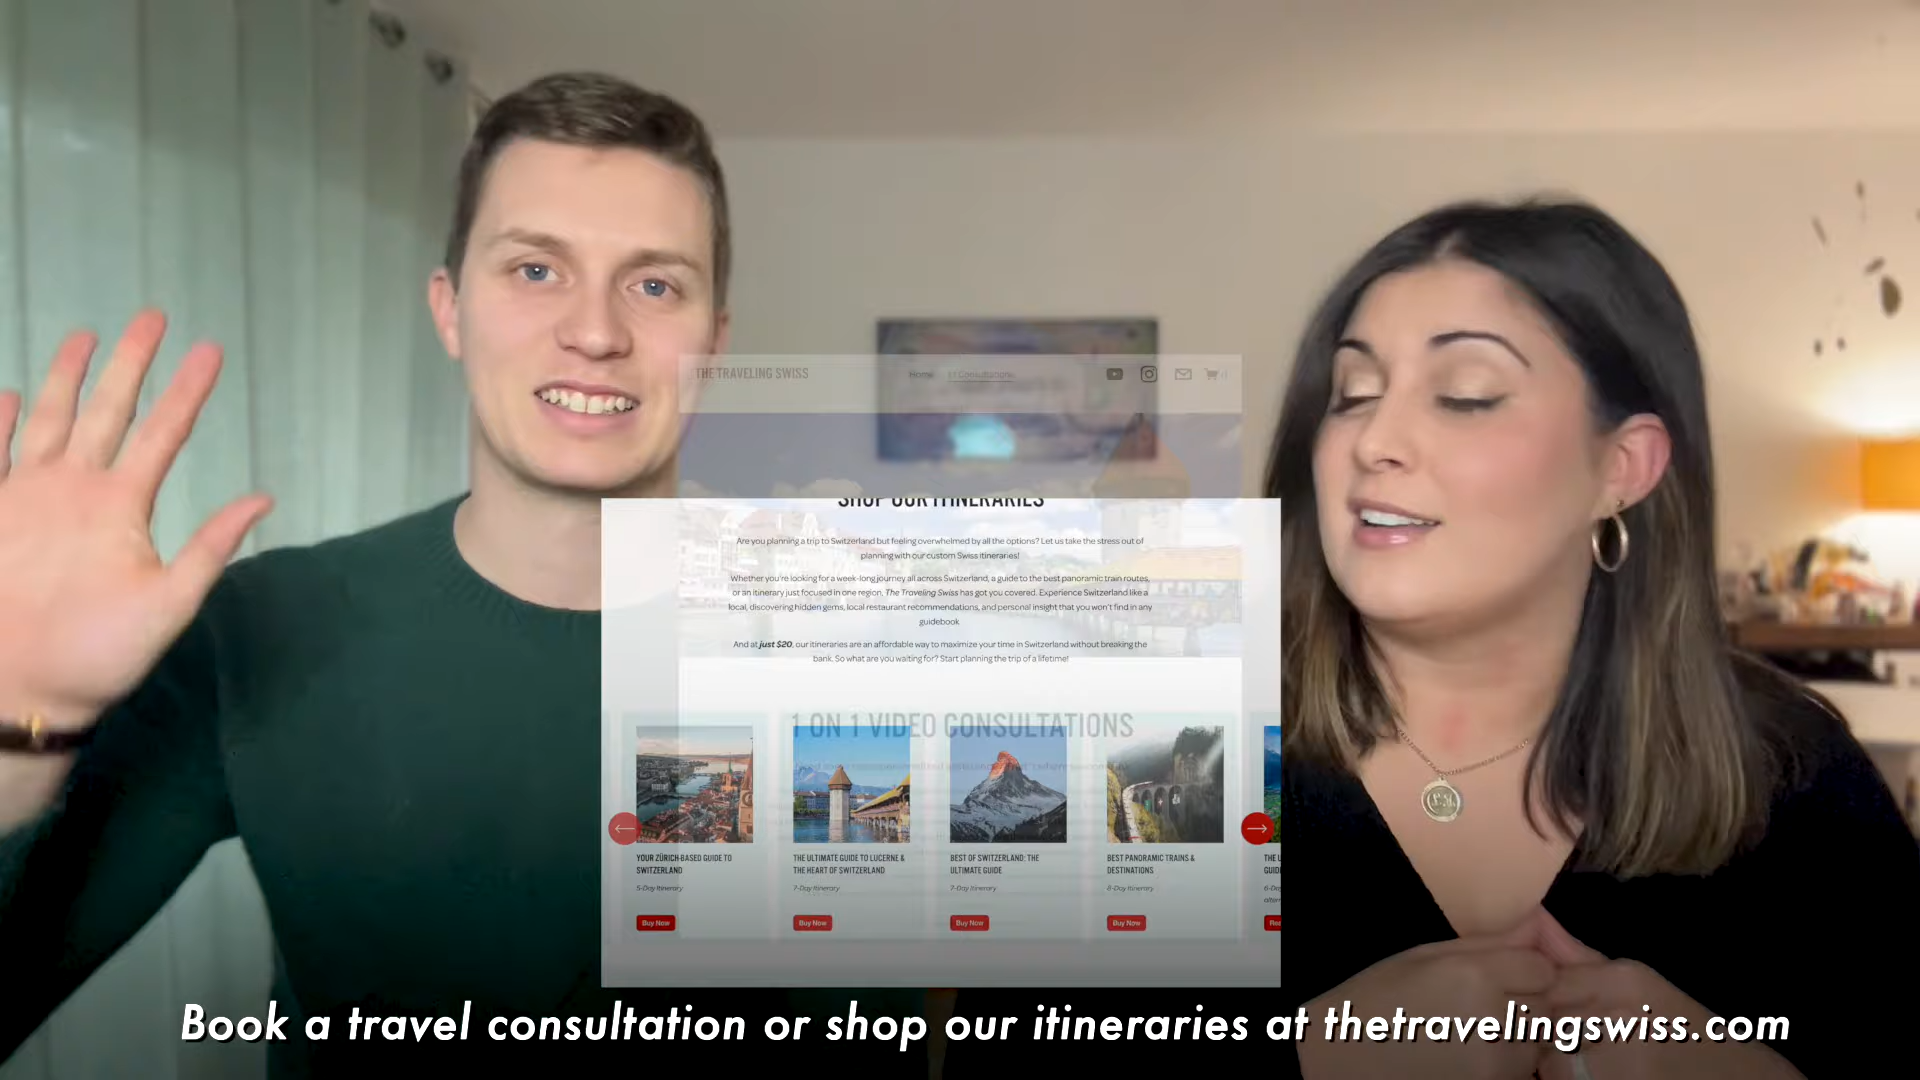 THE TRAVELING SWISS
Home 1:1 Consultations
SHOP OUR ITINERARIES
Are you planning a trip to Switzerland but feeling overwhelmed by all the options? Let us take the stress out of
planning with our custom Swiss itineraries!
Whether you're looking for a week-long journey all across Switzerland, a guide to the best panoramic train routes,
or an itinerary just focused in one region, The Traveling Swiss has got you covered. Experience Switzerland like a
local, discovering hidden gems, local restaurant recommendations, and personal insight that you won't find in any
guidebook.
And at just $20, our itineraries are an affordable way to maximize your time in Switzerland without breaking the
bank. So what are you waiting for? Start planning the trip of a lifetime!
1 ON 1 VIDEO CONSULTATIONS
YOUR ZÜRICH-BASED GUIDE TO
SWITZERLAND
5-Day Itinerary
Buy Now
THE ULTIMATE GUIDE TO LUCERNE &
THE HEART OF SWITZERLAND
7-Day Itinerary
Buy Now
BEST OF SWITZERLAND: THE
ULTIMATE GUIDE
7-Day Itinerary
Buy Now
BEST PANORAMIC TRAINS &
DESTINATIONS
8-Day Itinerary
Buy Now
Book a travel consultation or shop our itineraries at thetravelingswiss.com